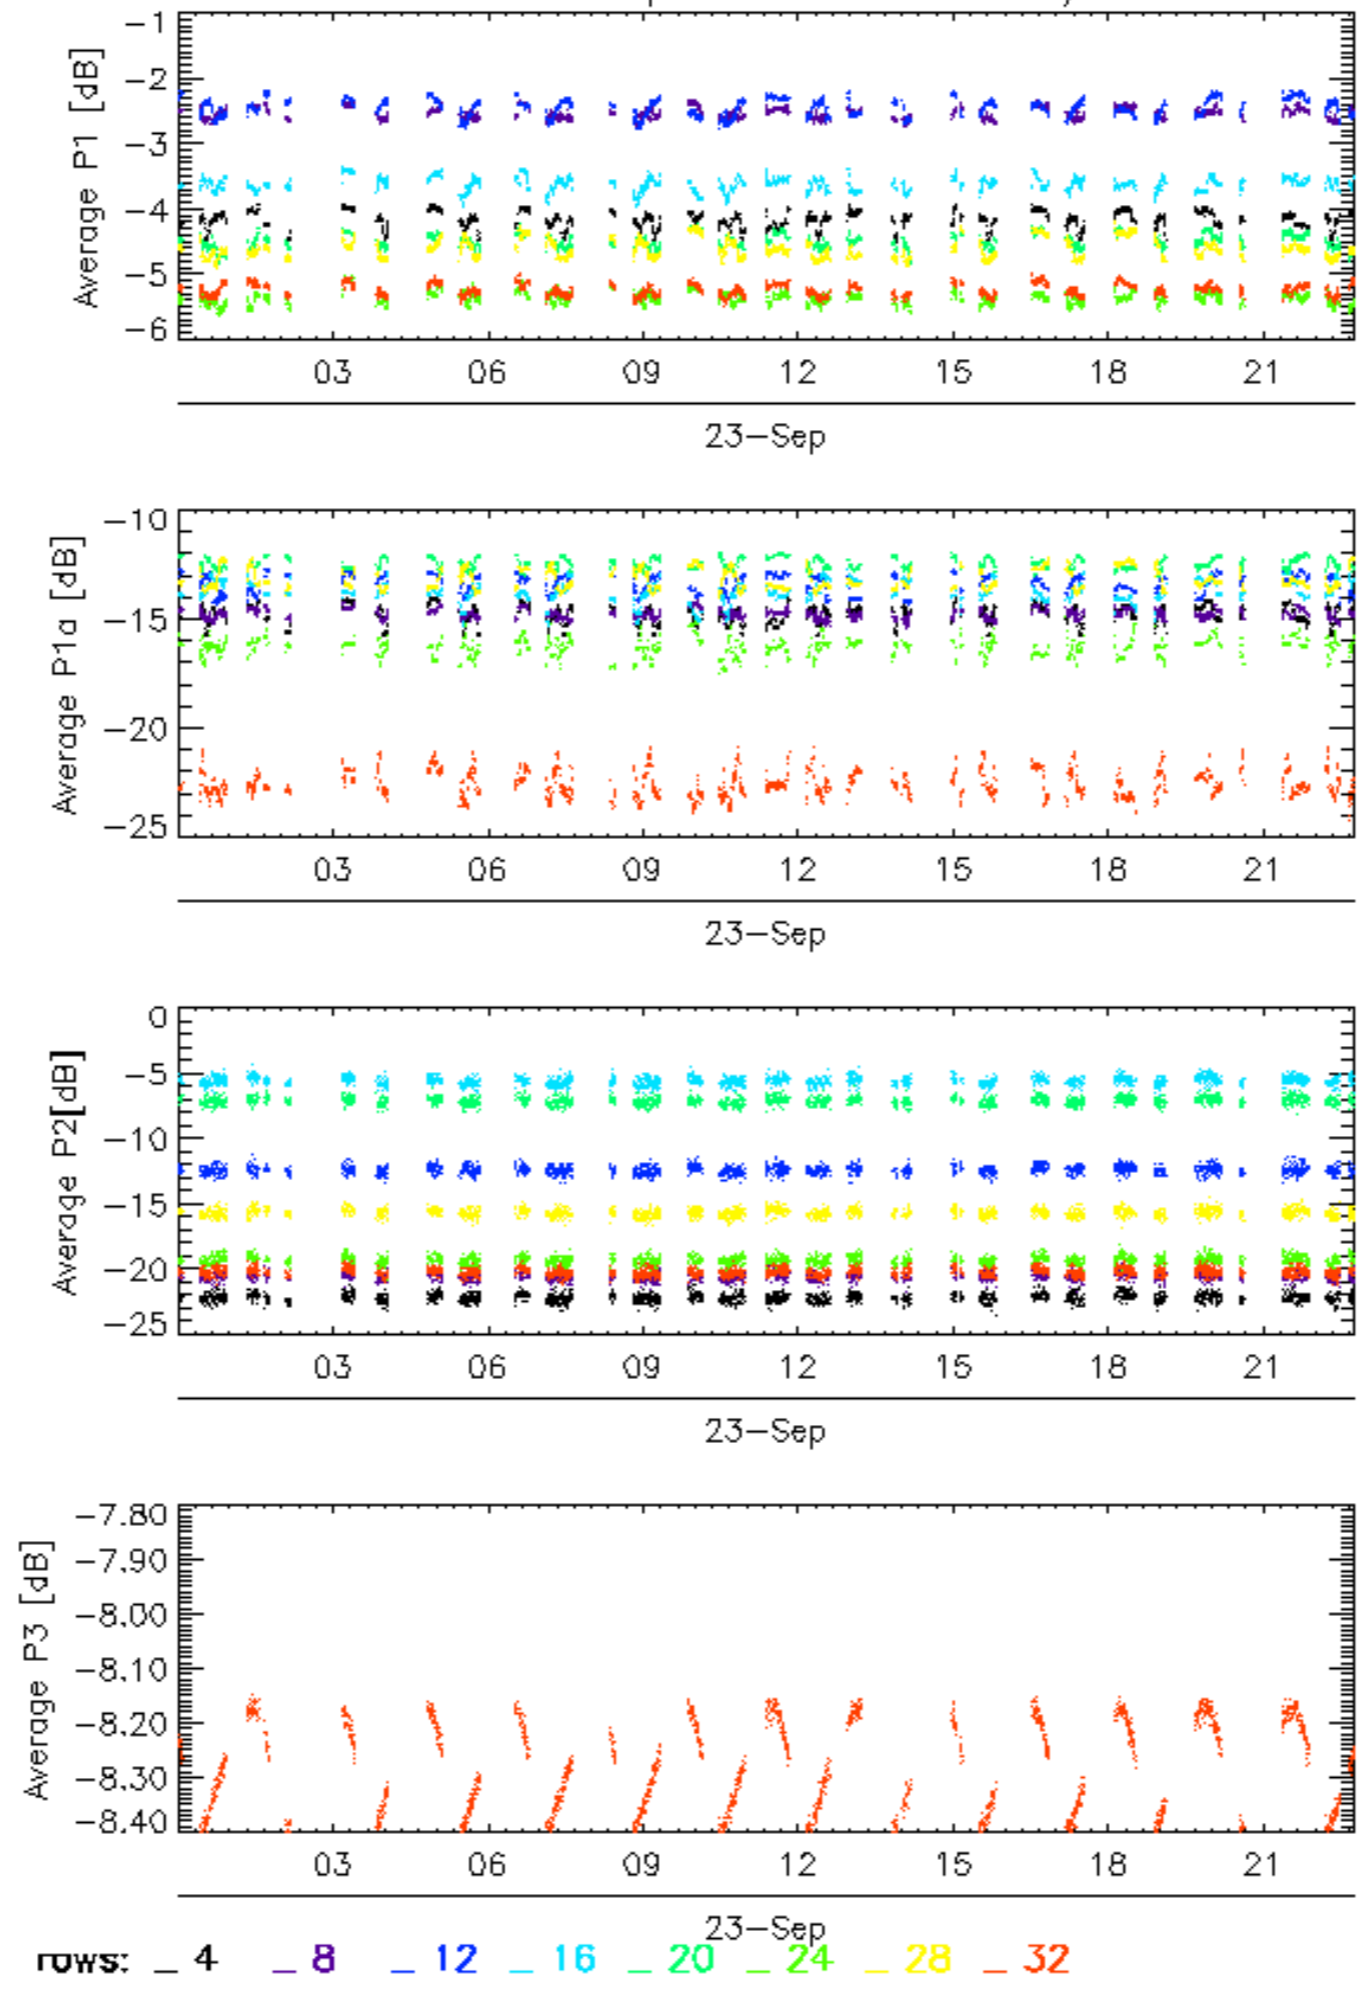 Average P1 [dB]
-1
-2
-3
-4
-5
-6
03 06 09 12 15 18 21
23-Sep
Average P1a [dB]
-10
-15
-20
-25
03 06 09 12 15 18 21
23-Sep
Average P2[dB]
0
-5
-10
-15
-20
-25
03 06 09 12 15 18 21
23-Sep
Average P3 [dB]
-7.80
-7.90
-8.00
-8.10
-8.20
-8.30
-8.40
03 06 09 12 15 18 21
23-Sep
rows: _ 4 _ 8 _ 12 _ 16 _ 20 _ 24 _ 28 _ 32